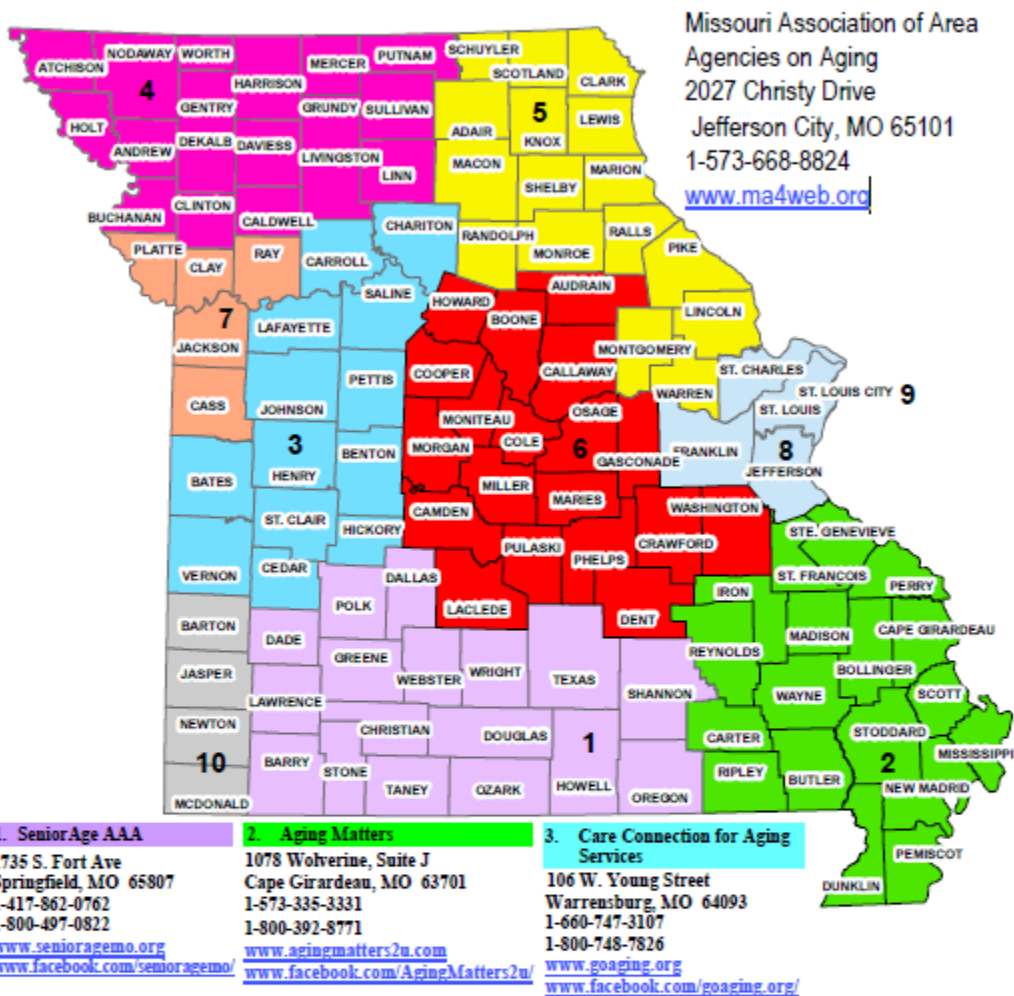 Missouri Association of Area
Agencies on Aging
2027 Christy Drive
Jefferson City, MO 65101
1-573-668-8824
www.ma4web.org
ATCHISON
NODAWAY
WORTH
MERCER
PUTNAM
SCHUYLER
SCOTLAND
CLARK
HARRISON
4
GENTRY
GRUNDY
SULLIVAN
HOLT
ADAIR
5
KNOX
LEWIS
ANDREW
DEKALB
DAVIESS
LIVINGSTON
LINN
MACON
SHELBY
MARION
BUCHANAN
CLINTON
CALDWELL
CHARITON
RANDOLPH
MONROE
RALLS
PIKE
PLATTE
CLAY
RAY
CARROLL
SALINE
HOWARD
BOONE
AUDRAIN
LINCOLN
7
JACKSON
LAFAYETTE
MONTGOMERY
CASS
JOHNSON
PETTIS
COOPER
CALLAWAY
WARREN
ST. CHARLES
ST. LOUIS CITY
9
ST. LOUIS
MONITEAU
COLE
OSAGE
3
HENRY
BENTON
MORGAN
6
GASCONADE
FRANKLIN
8
JEFFERSON
BATES
MILLER
MARIES
ST. CLAIR
HICKORY
CAMDEN
WASHINGTON
PULASKI
PHELPS
CRAWFORD
STE. GENEVIEVE
VERNON
CEDAR
DALLAS
ST. FRANCOIS
PERRY
POLK
LACLEDE
DENT
IRON
BARTON
DADE
MADISON
CAPE GIRARDEAU
JASPER
GREENE
WEBSTER
WRIGHT
TEXAS
SHANNON
REYNOLDS
BOLLINGER
LAWRENCE
WAYNE
SCOTT
NEWTON
CHRISTIAN
DOUGLAS
1
CARTER
STODDARD
MISSISSIPPI
10
BARRY
STONE
TANEY
OZARK
HOWELL
OREGON
RIPLEY
BUTLER
2
NEW MADRID
MCDONALD
PEMISCOT
DUNKLIN
1. SeniorAge AAA
735 S. Fort Ave
Springfield, MO 65807
-417-862-0762
-800-497-0822
www.senioragemo.org
www.facebook.com/senioragemo/
2. Aging Matters
1078 Wolverine, Suite J
Cape Girardeau, MO 63701
1-573-335-3331
1-800-392-8771
www.agingmatters2u.com
www.facebook.com/AgingMatters2u/
3. Care Connection for Aging
Services
106 W. Young Street
Warrensburg, MO 64093
1-660-747-3107
1-800-748-7826
www.goaging.org
www.facebook.com/goaging.org/